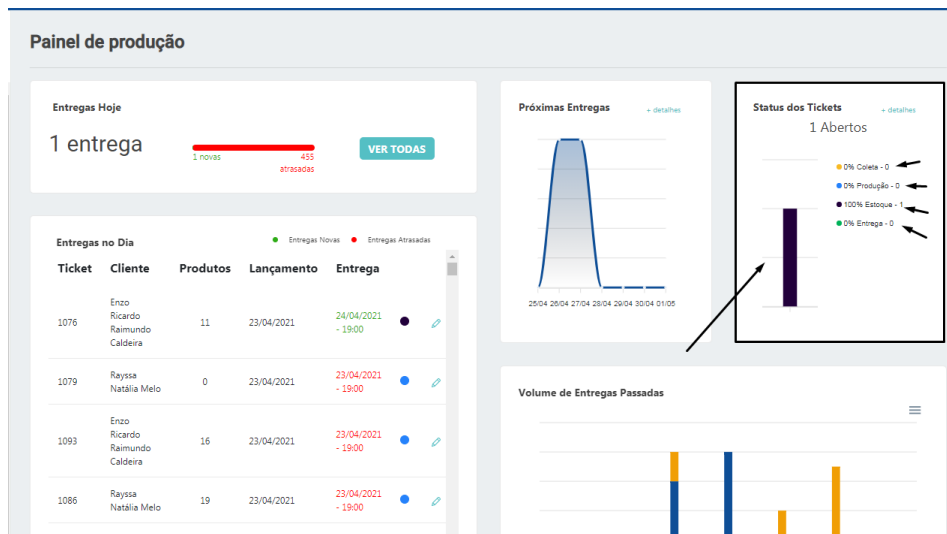 Painel de produção
Entregas Hoje
1 entrega
1 novas
455
atrasadas
VER TODAS
Próximas Entregas
+ detalhes
25/04 26/04 27/04 28/04 29/04 30/04 01/05
Status dos Tickets
+ detalhes
1 Abertos
0% Coleta - 0
0% Produção - 0
100% Estoque - 1
0% Entrega - 0
Entregas no Dia
Entregas Novas Entregas Atrasadas
Ticket Cliente Produtos Lançamento Entrega
1076 Enzo Ricardo Raimundo Caldeira 11 23/04/2021 24/04/2021 - 19:00
1079 Rayssa Natália Melo 0 23/04/2021 23/04/2021 - 19:00
1093 Enzo Ricardo Raimundo Caldeira 16 23/04/2021 23/04/2021 - 19:00
1086 Rayssa Natália Melo 19 23/04/2021 23/04/2021 - 19:00
Volume de Entregas Passadas